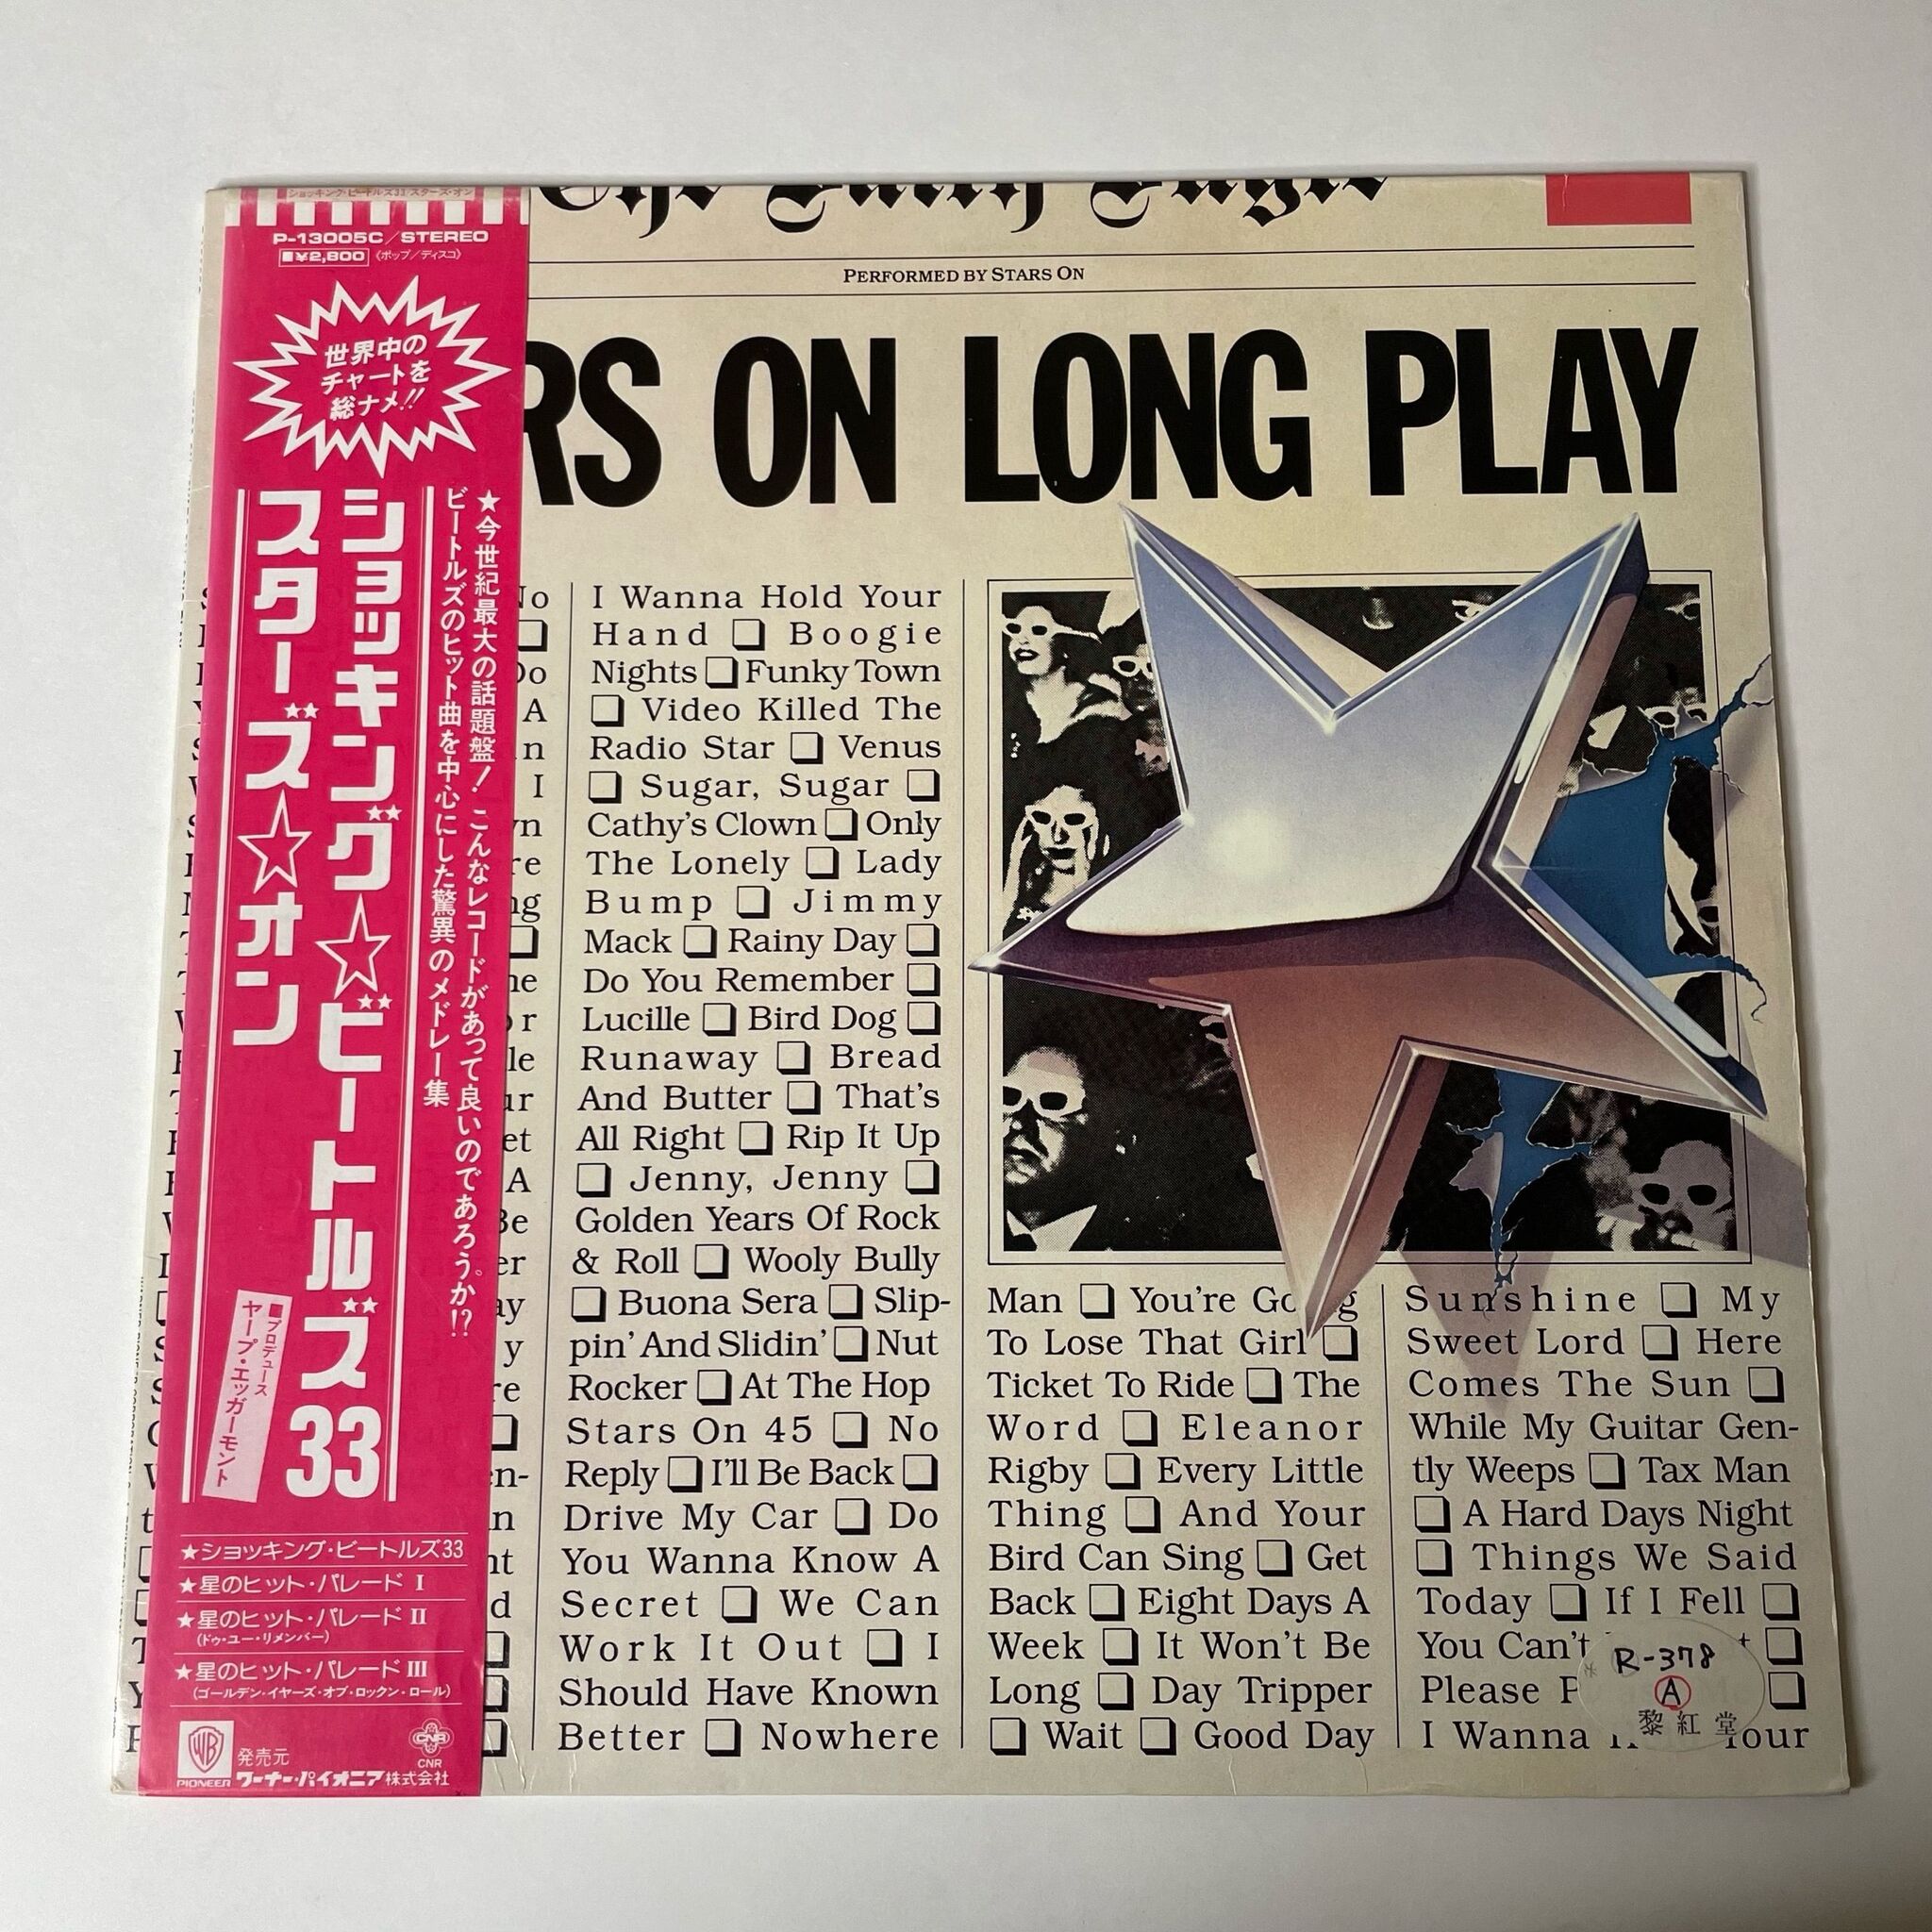 ショッキング・ビートルズ33/スターズ・オン
P-13005C/STEREO
■¥2,800 《ポップ/ディスコ》
世界中の
チャートを
総ナメ!!
★今世紀最大の話題盤! こんなレコードがあって良いのであろうか!?
ビートルズのヒット曲を中心にした驚異のメドレー集
ショッキング☆ビートルズ33
スターズ☆オン
■プロデュース
ヤープ・エッガーモント
★ショッキング・ビートルズ33
★星のヒット・パレード I
★星のヒット・パレード II
(ドゥ・ユー・リメンバー)
★星のヒット・パレード III
(ゴールデン・イヤーズ・オブ・ロックン・ロール)
WB
PIONEER
発売元
ワーナー・パイオニア株式会社
CNR
CNR
PERFORMED BY STARS ON
RS ON LONG PLAY
I Wanna Hold Your
Hand ❏ Boogie
Nights ❏ Funky Town
❏ Video Killed The
Radio Star ❏ Venus
❏ Sugar, Sugar ❏
Cathy's Clown ❏ Only
The Lonely ❏ Lady
Bump ❏ Jimmy
Mack ❏ Rainy Day ❏
Do You Remember ❏
Lucille ❏ Bird Dog ❏
Runaway ❏ Bread
And Butter ❏ That's
All Right ❏ Rip It Up
❏ Jenny, Jenny ❏
Golden Years Of Rock
& Roll ❏ Wooly Bully
❏ Buona Sera ❏ Slip-
pin' And Slidin' ❏ Nut
Rocker ❏ At The Hop
Stars On 45 ❏ No
Reply ❏ I'll Be Back ❏
Drive My Car ❏ Do
You Wanna Know A
Secret ❏ We Can
Work It Out ❏ I
Should Have Known
Better ❏ Nowhere
Man ❏ You're Go g
To Lose That Girl ❏
Ticket To Ride ❏ The
Word ❏ Eleanor
Rigby ❏ Every Little
Thing ❏ And Your
Bird Can Sing ❏ Get
Back ❏ Eight Days A
Week ❏ It Won't Be
Long ❏ Day Tripper
❏ Wait ❏ Good Day
Sunshine ❏ My
Sweet Lord ❏ Here
Comes The Sun ❏
While My Guitar Gen-
tly Weeps ❏ Tax Man
❏ A Hard Days Night
❏ Things We Said
Today ❏ If I Fell ❏
You Can't
Please
I Wanna
R-378
A
黎紅堂